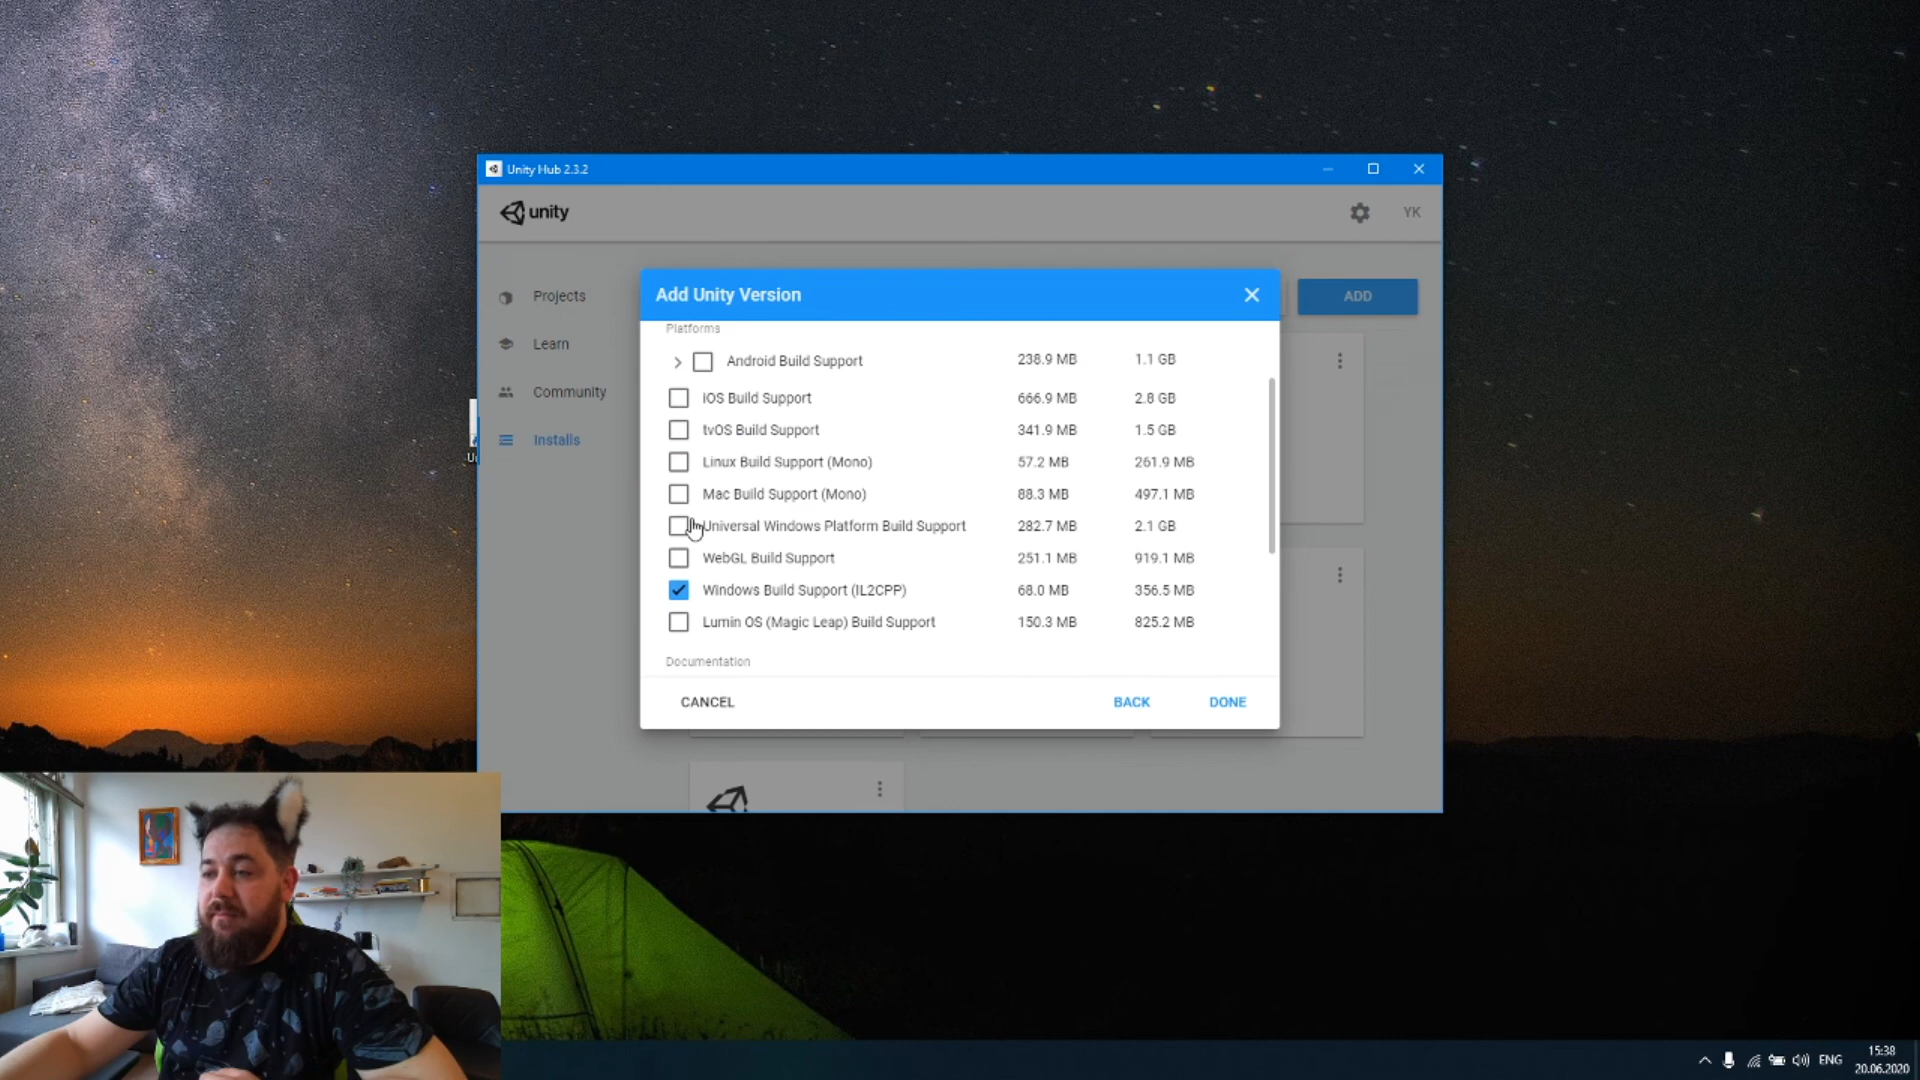 Unity Hub 2.3.2
unity
YK
Projects
Learn
Community
Installs
ADD
Add Unity Version
Platforms
Android Build Support 238.9 MB 1.1 GB
iOS Build Support 666.9 MB 2.8 GB
tvOS Build Support 341.9 MB 1.5 GB
Linux Build Support (Mono) 57.2 MB 261.9 MB
Mac Build Support (Mono) 88.3 MB 497.1 MB
Universal Windows Platform Build Support 282.7 MB 2.1 GB
WebGL Build Support 251.1 MB 919.1 MB
Windows Build Support (IL2CPP) 68.0 MB 356.5 MB
Lumin OS (Magic Leap) Build Support 150.3 MB 825.2 MB
Documentation
CANCEL
BACK
DONE
ENG
15:38
20.06.2020